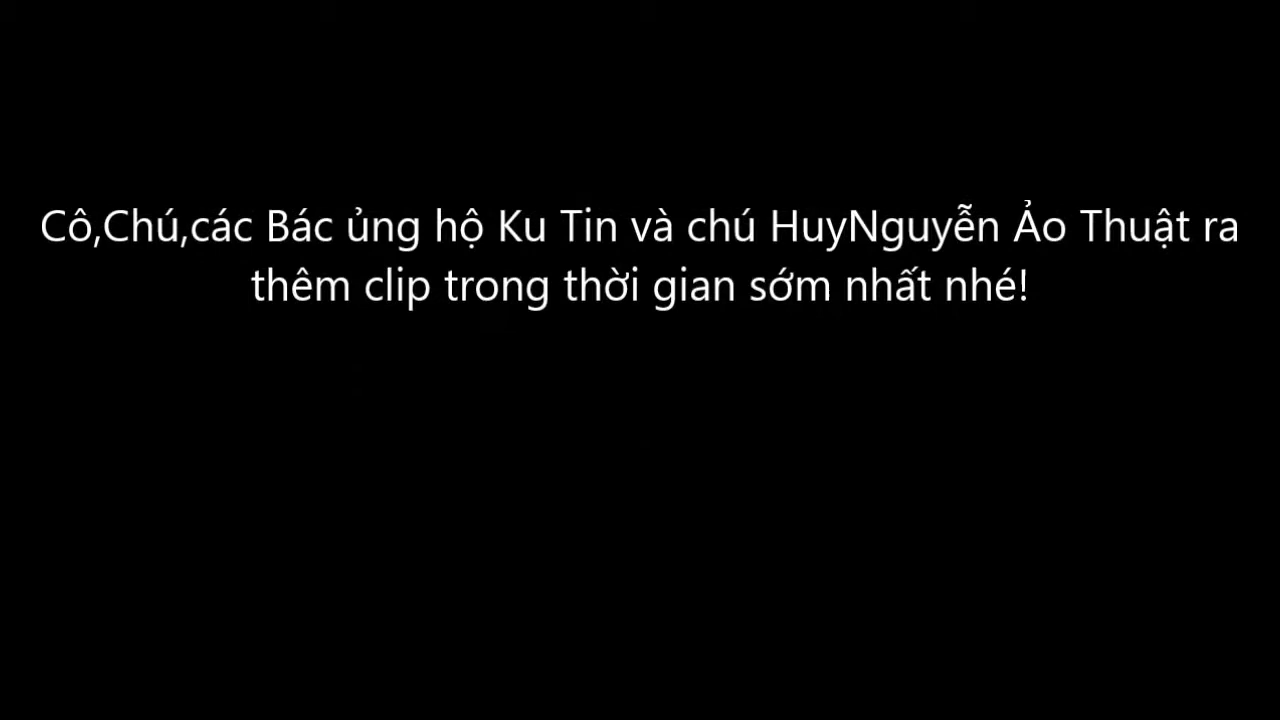 Cô,Chú,các Bác ủng hộ Ku Tin và chú HuyNguyễn Ảo Thuật ra
thêm clip trong thời gian sớm nhất nhé!